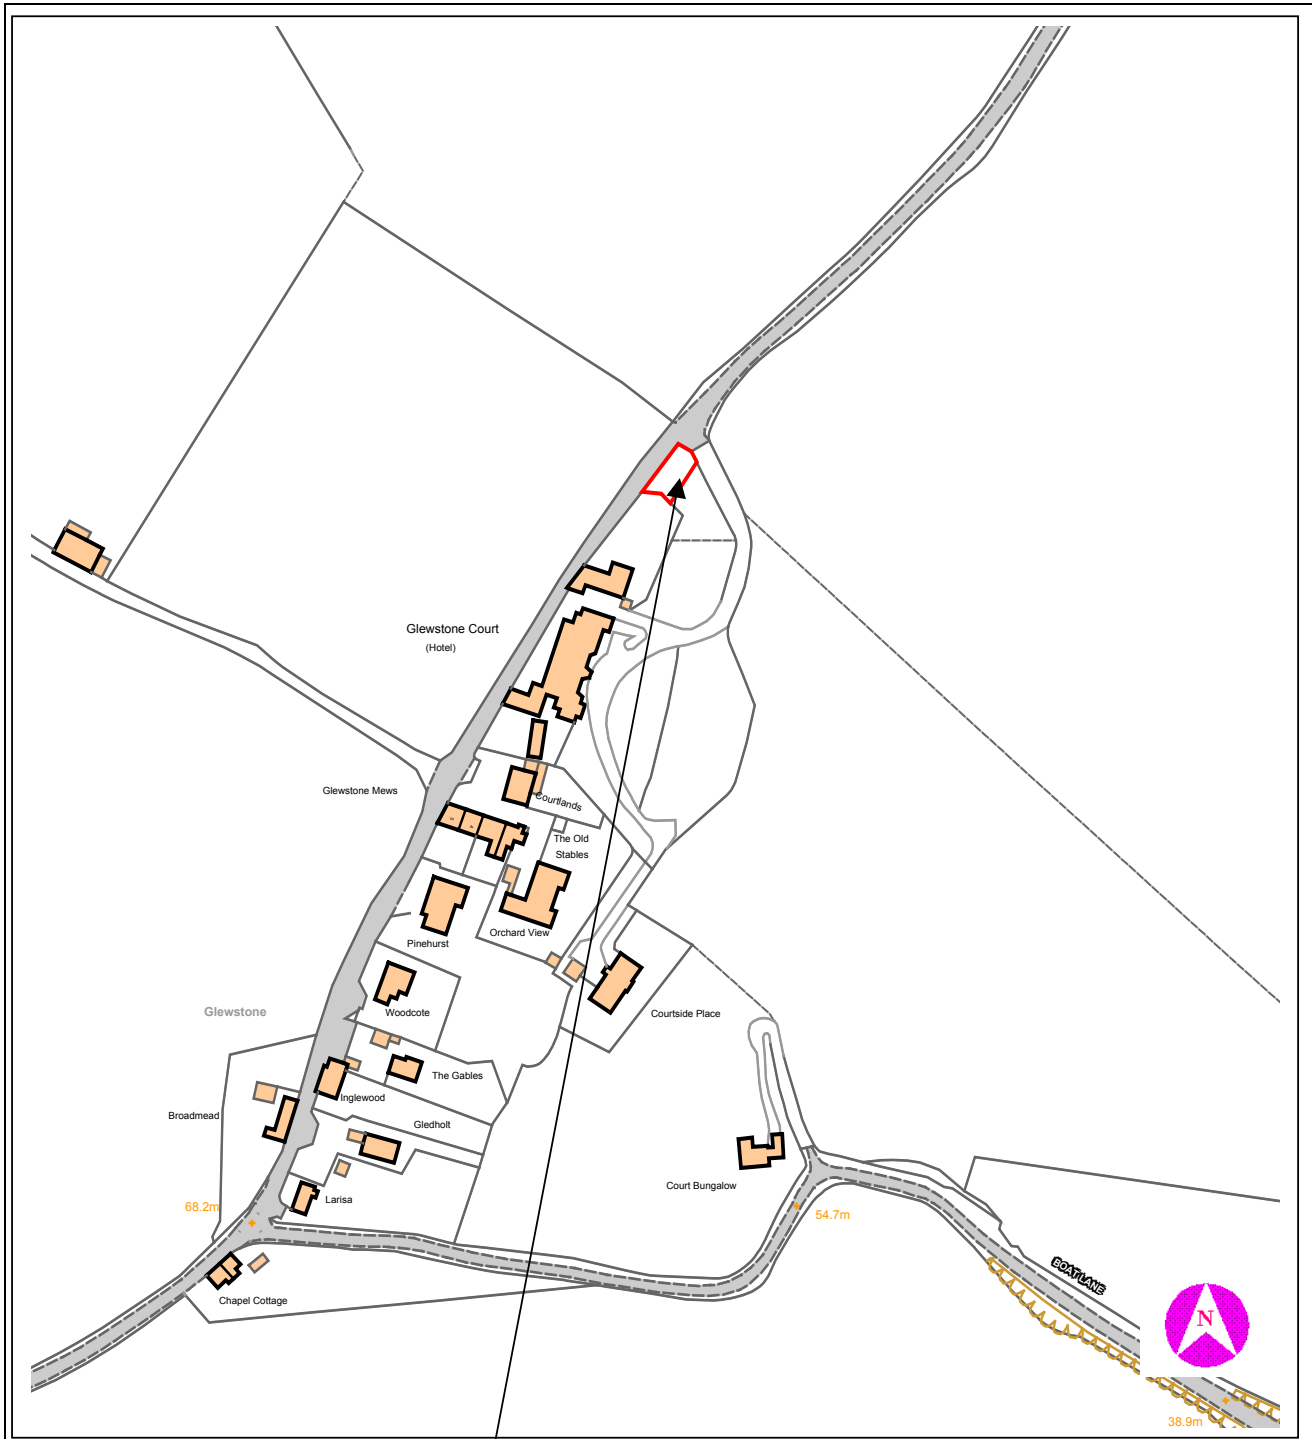 Glewstone Court
(Hotel)
Glewstone Mews
Courtlands
The Old
Stables
Orchard View
Pinehurst
Woodcote
Glewstone
Courtside Place
The Gables
Inglewood
Broadmead
Gledholt
Court Bungalow
Larisa
68.2m
54.7m
BOAT LANE
Chapel Cottage
N
38.9m